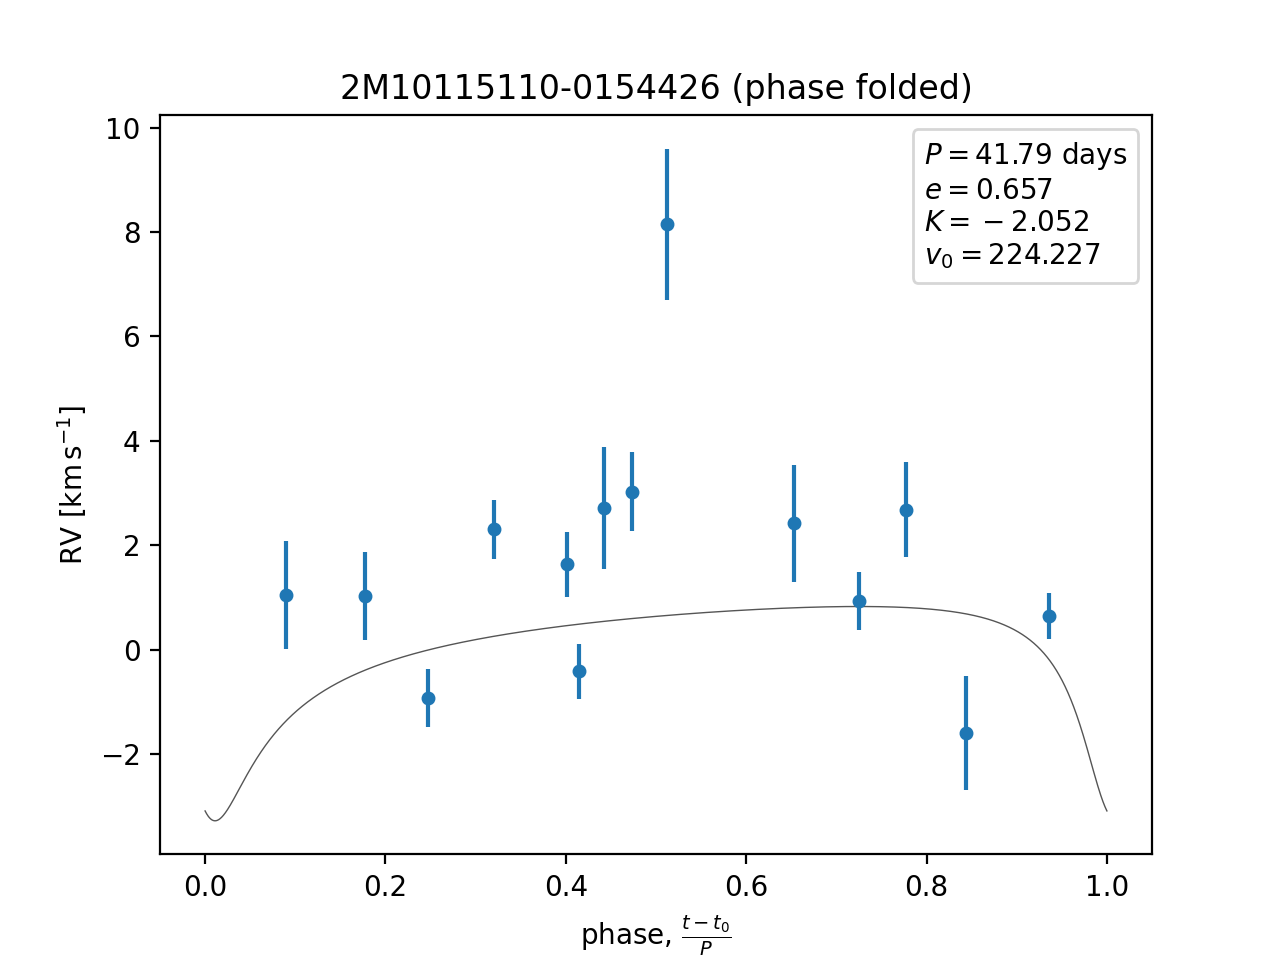 2M10115110-0154426 (phase folded)
P = 41.79 days
e = 0.657
K = −2.052
v₀ = 224.227
RV [km s⁻¹]
10
8
6
4
2
0
−2
0.0 0.2 0.4 0.6 0.8 1.0
phase, (t − t₀)/P